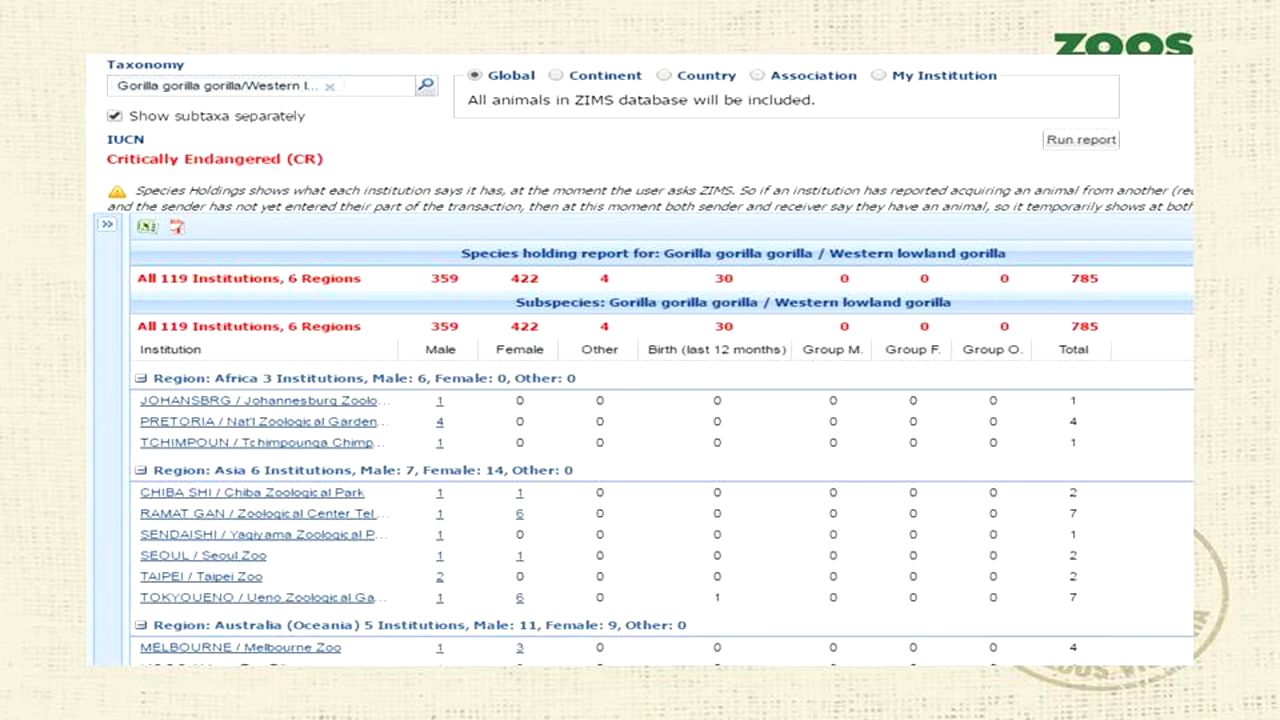 ZOOS
Taxonomy
Gorilla gorilla gorilla/Western l...
Global Continent Country Association My Institution
All animals in ZIMS database will be included.
Show subtaxa separately
IUCN
Critically Endangered (CR)
Run report
Species Holdings shows what each institution says it has, at the moment the user asks ZIMS. So if an institution has reported acquiring an animal from another (re
and the sender has not yet entered their part of the transaction, then at this moment both sender and receiver say they have an animal, so it temporarily shows at both
Species holding report for: Gorilla gorilla gorilla / Western lowland gorilla
All 119 Institutions, 6 Regions 359 422 4 30 0 0 0 785
Subspecies: Gorilla gorilla gorilla / Western lowland gorilla
All 119 Institutions, 6 Regions 359 422 4 30 0 0 0 785
Institution Male Female Other Birth (last 12 months) Group M. Group F. Group O. Total
Region: Africa 3 Institutions, Male: 6, Female: 0, Other: 0
JOHANSBRG / Johannesburg Zoolo... 1 0 0 0 0 0 0 1
PRETORIA / Nat'l Zoological Garden... 4 0 0 0 0 0 0 4
TCHIMPOUN / Tchimpounga Chimp... 1 0 0 0 0 0 0 1
Region: Asia 6 Institutions, Male: 7, Female: 14, Other: 0
CHIBA SHI / Chiba Zoological Park 1 1 0 0 0 0 0 2
RAMAT GAN / Zoological Center Tel... 1 6 0 0 0 0 0 7
SENDAISHI / Yagiyama Zoological P... 1 0 0 0 0 0 0 1
SEOUL / Seoul Zoo 1 1 0 0 0 0 0 2
TAIPEI / Taipei Zoo 2 0 0 0 0 0 0 2
TOKYOUENO / Ueno Zoological Ga... 1 6 0 1 0 0 0 7
Region: Australia (Oceania) 5 Institutions, Male: 11, Female: 9, Other: 0
MELBOURNE / Melbourne Zoo 1 3 0 0 0 0 0 4